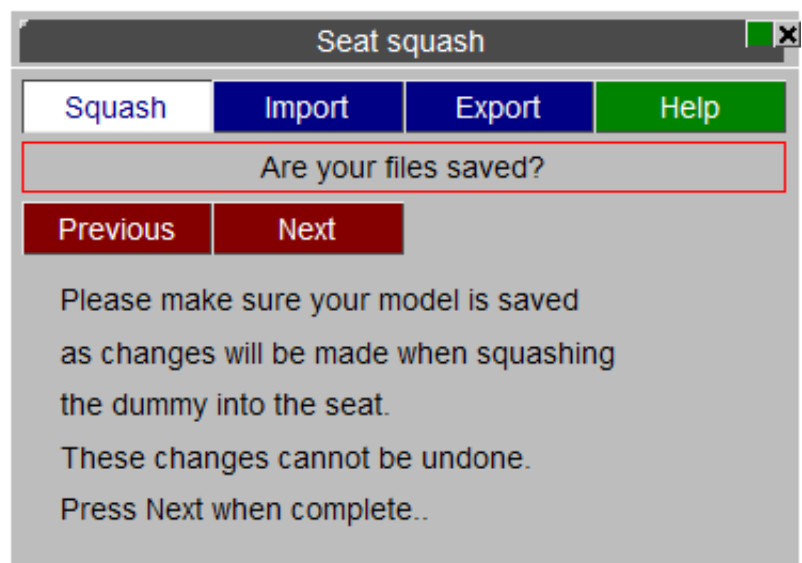 Seat squash
Squash Import Export Help
Are your files saved?
Previous Next
Please make sure your model is saved
as changes will be made when squashing
the dummy into the seat.
These changes cannot be undone.
Press Next when complete..